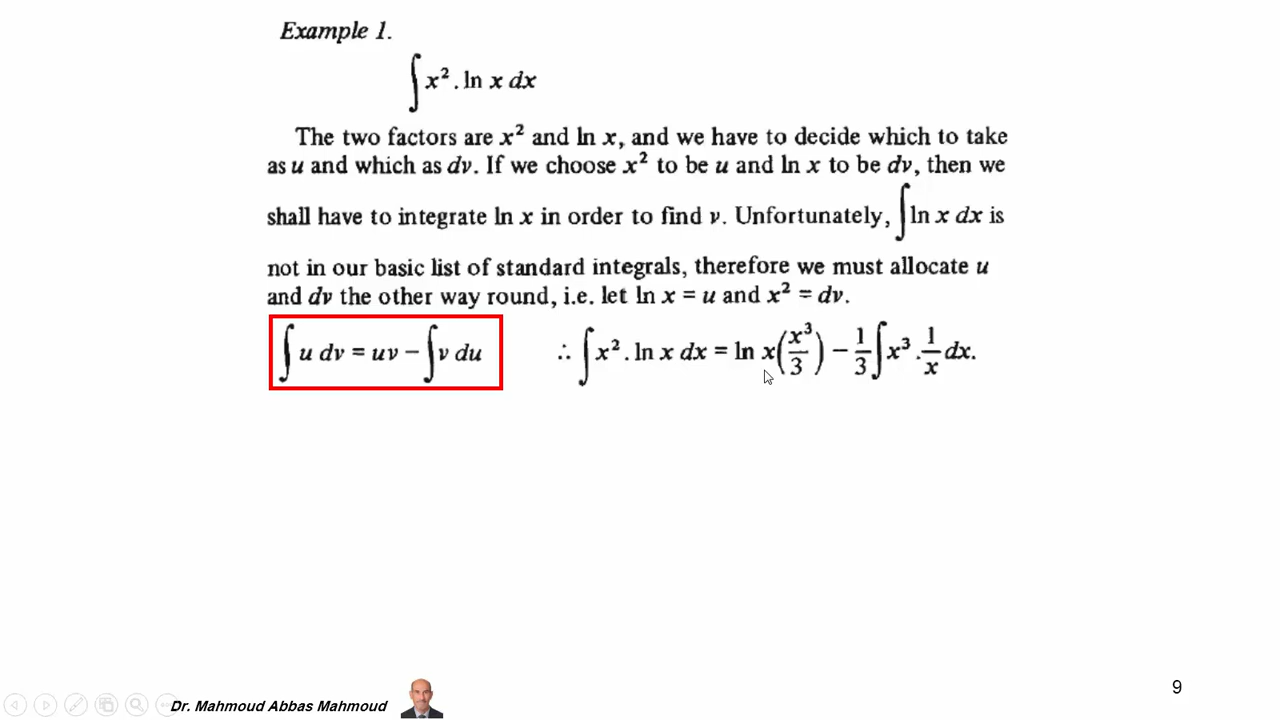 Example 1.
∫x². ln x dx
The two factors are x² and ln x, and we have to decide which to take
as u and which as dv. If we choose x² to be u and ln x to be dv, then we
shall have to integrate ln x in order to find v. Unfortunately, ∫ln x dx is
not in our basic list of standard integrals, therefore we must allocate u
and dv the other way round, i.e. let ln x = u and x² = dv.
∫u dv = uv − ∫v du
∴ ∫x². ln x dx = ln x(x³/3) − 1/3∫x³.1/x dx.
9
Dr. Mahmoud Abbas Mahmoud